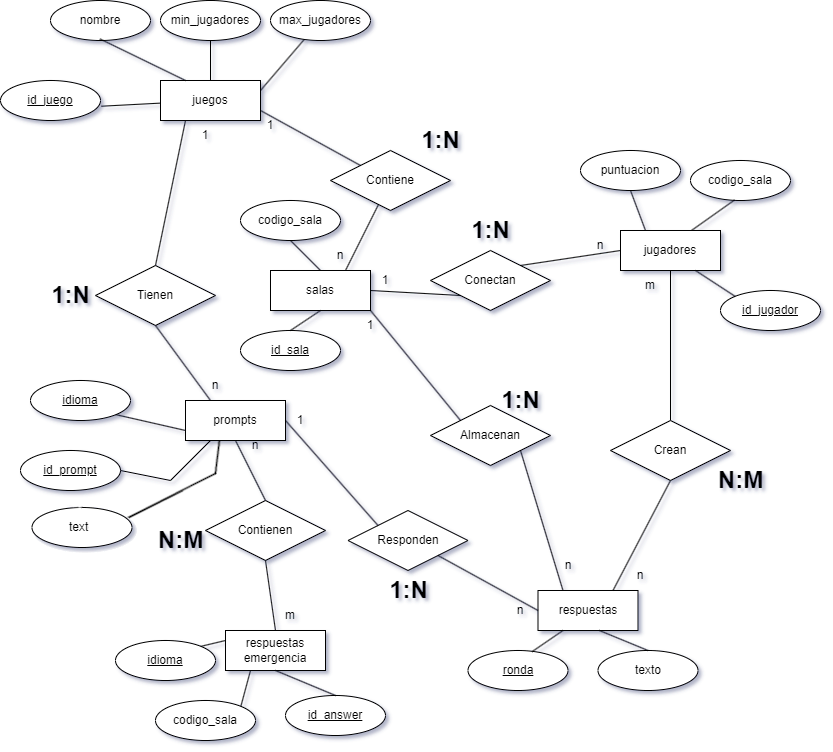 nombre
min_jugadores
max_jugadores
id_juego
juegos
1
1
1:N
Contiene
puntuacion
codigo_sala
codigo_sala
n
1:N
n
jugadores
salas
1
Conectan
m
id_jugador
1:N
Tienen
1
id_sala
n
idioma
prompts
1
1:N
Almacenan
n
Crean
id_prompt
N:M
text
N:M
Contienen
Responden
1:N
n
n
m
n
respuestas
respuestas
emergencia
idioma
ronda
texto
codigo_sala
id_answer